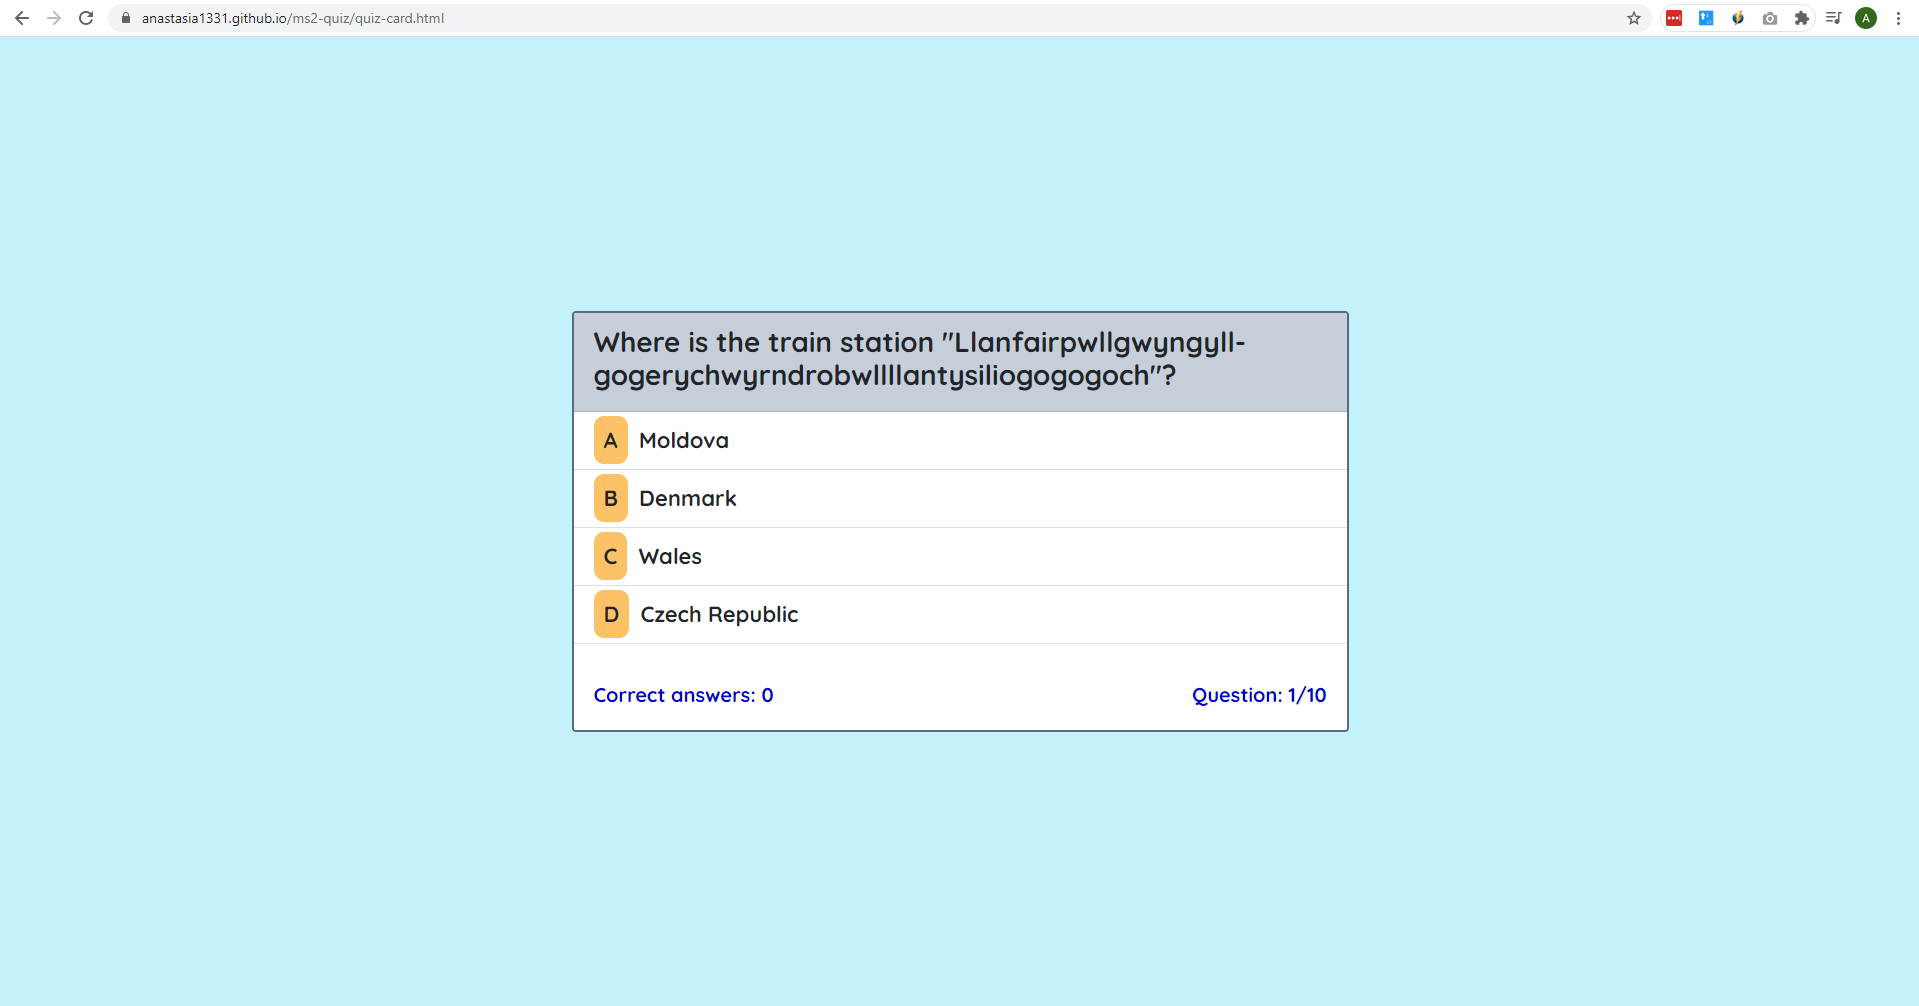 anastasia1331.github.io/ms2-quiz/quiz-card.html
A
Where is the train station "Llanfairpwllgwyngyll-
gogerychwyrndrobwllllantysiliogogogoch"?
A Moldova
B Denmark
C Wales
D Czech Republic
Correct answers: 0 Question: 1/10